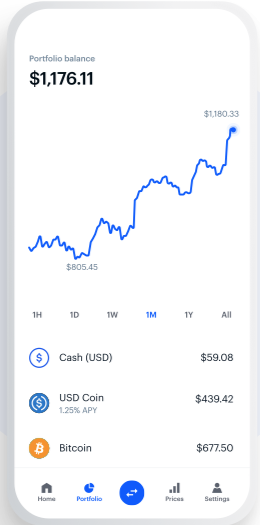 Portfolio balance
$1,176.11
$1,180.33
$805.45
1H 1D 1W 1M 1Y All
Cash (USD) $59.08
USD Coin $439.42
1.25% APY
Bitcoin $677.50
Home Portfolio Prices Settings